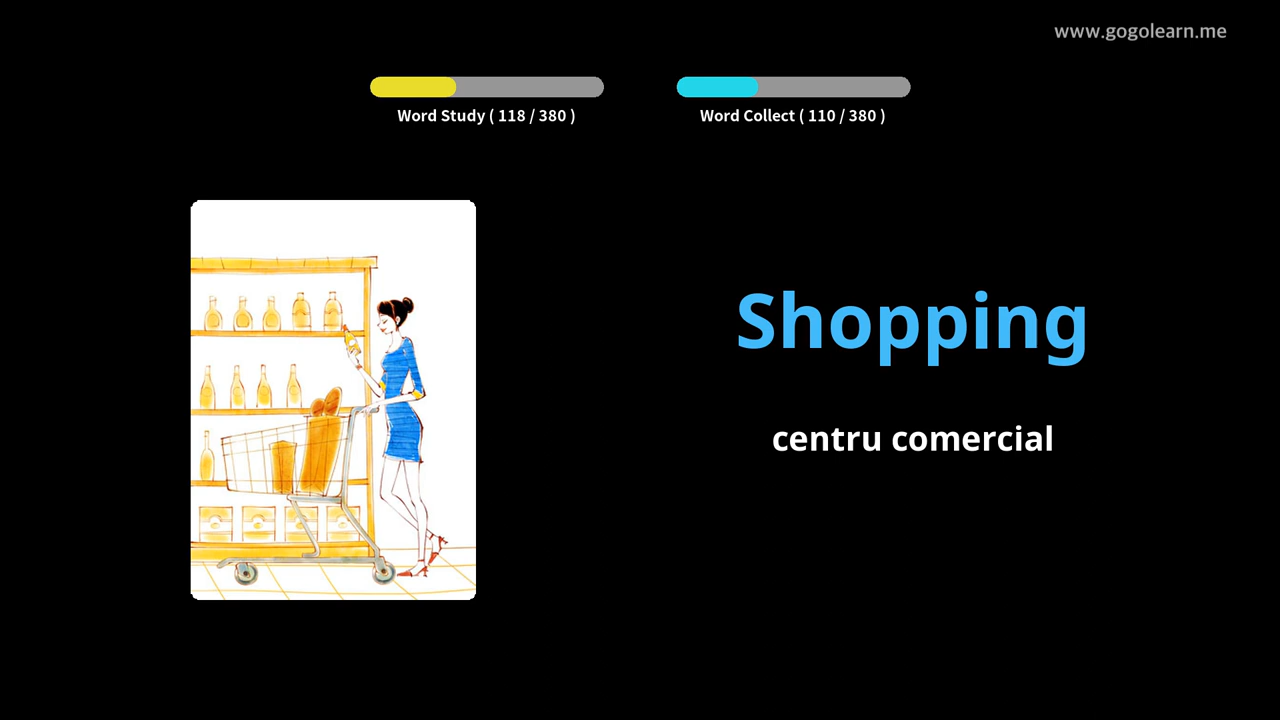 www.gogolearn.me
Word Study ( 118 / 380 )
Word Collect ( 110 / 380 )
Shopping
centru comercial